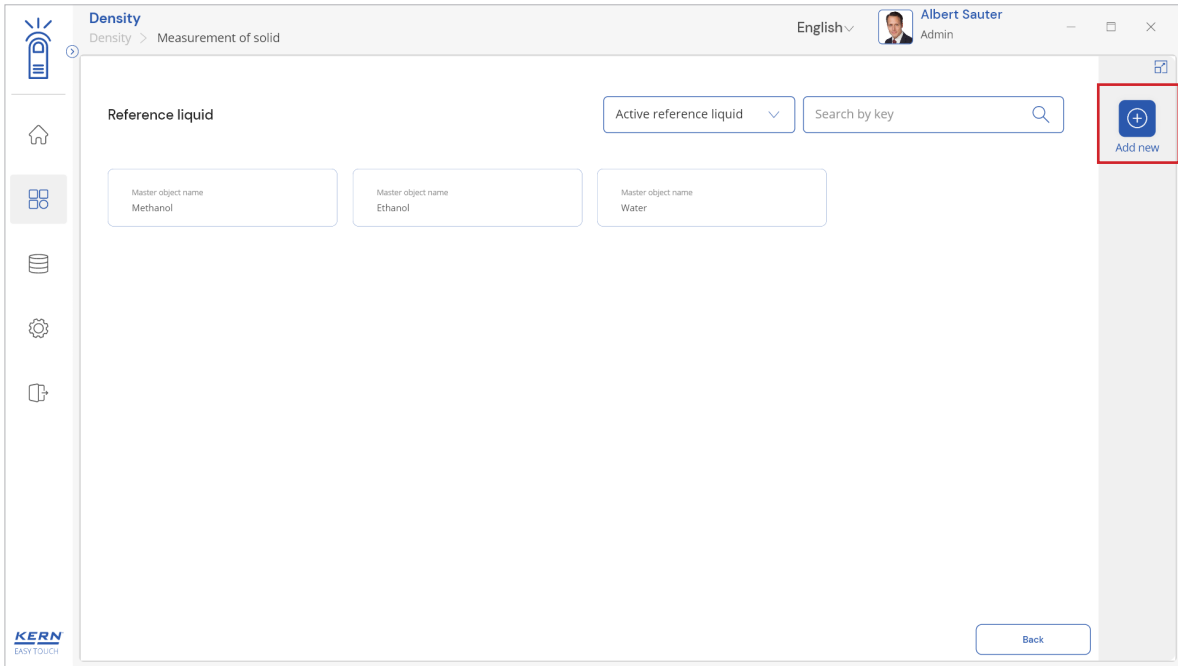 Density
Density > Measurement of solid
English
Albert Sauter
Admin
Reference liquid
Active reference liquid
Search by key
Add new
Master object name
Methanol
Master object name
Ethanol
Master object name
Water
Back
KERN
EASY TOUCH